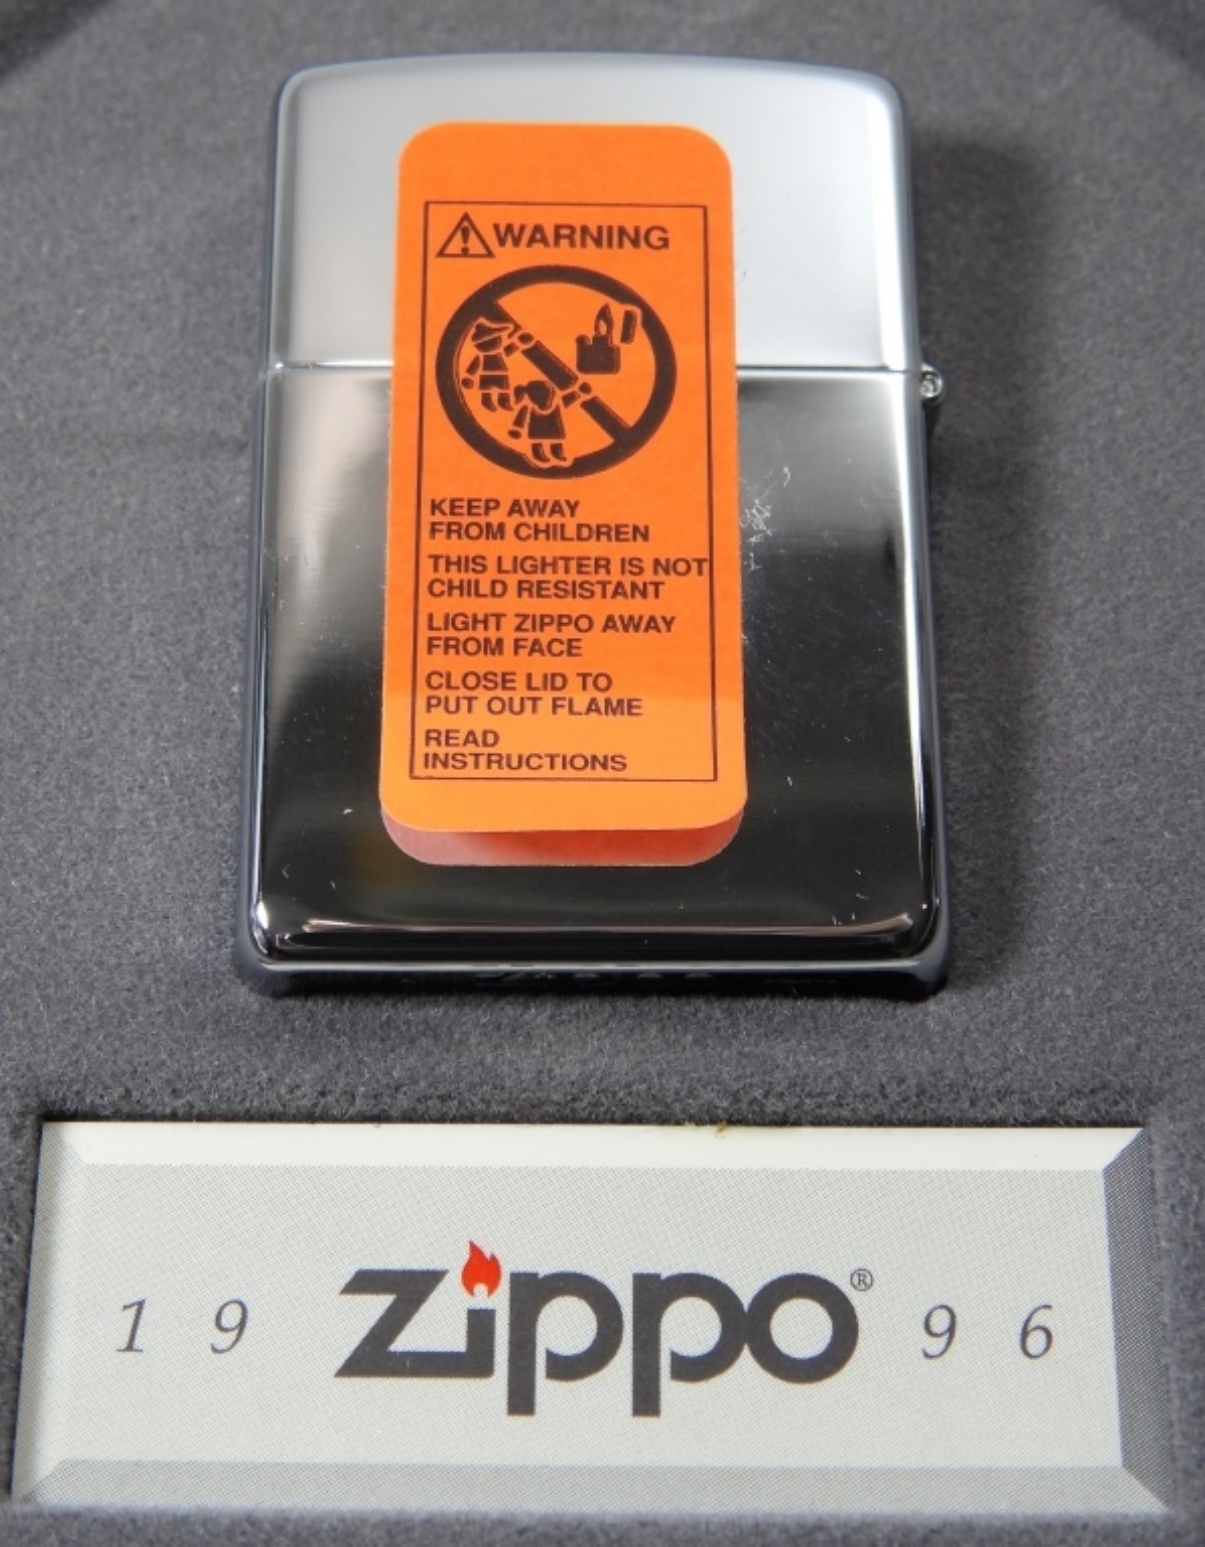 WARNING
KEEP AWAY
FROM CHILDREN
THIS LIGHTER IS NOT
CHILD RESISTANT
LIGHT ZIPPO AWAY
FROM FACE
CLOSE LID TO
PUT OUT FLAME
READ
INSTRUCTIONS
1 9 Zippo® 9 6